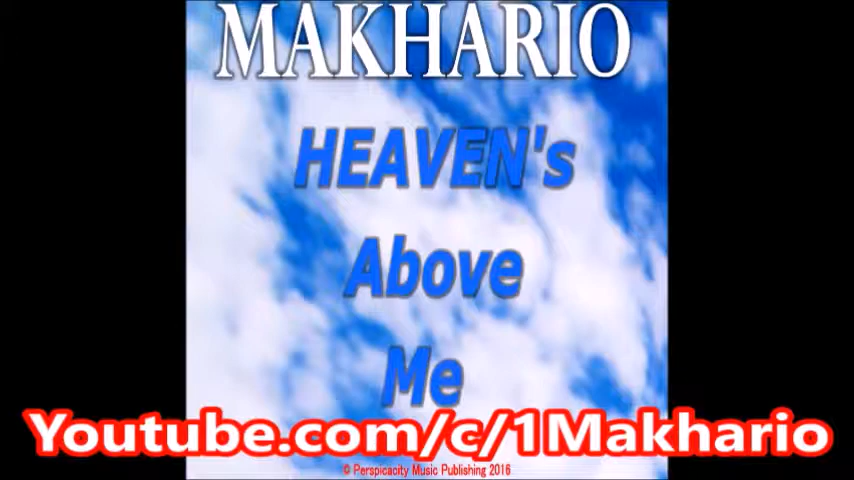 MAKHARIO
HEAVEN's
Above
Me
Youtube.com/c/1Makhario
© Perspicacity Music Publishing 2016